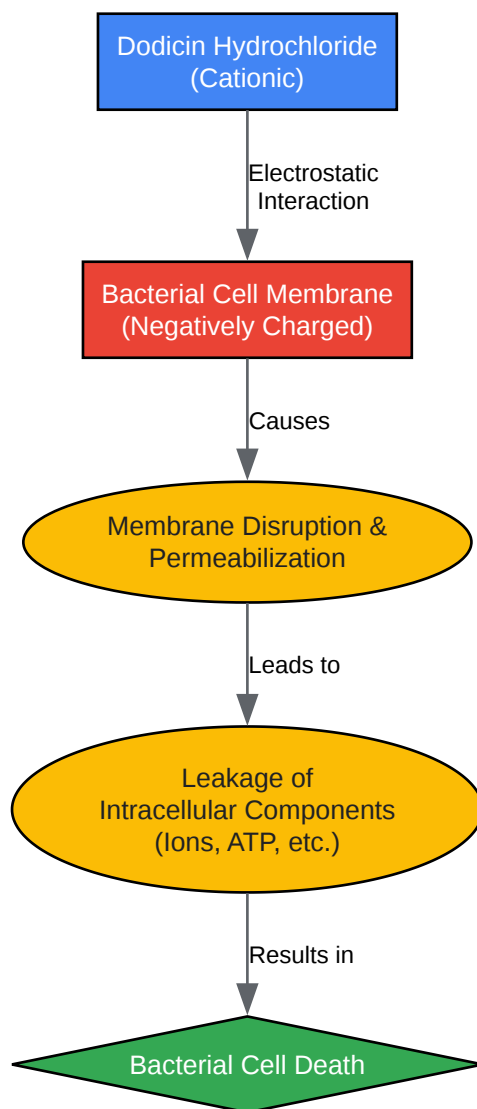 Dodicin Hydrochloride
(Cationic)
Electrostatic
Interaction
Bacterial Cell Membrane
(Negatively Charged)
Causes
Membrane Disruption &
Permeabilization
Leads to
Leakage of
Intracellular Components
(Ions, ATP, etc.)
Results in
Bacterial Cell Death